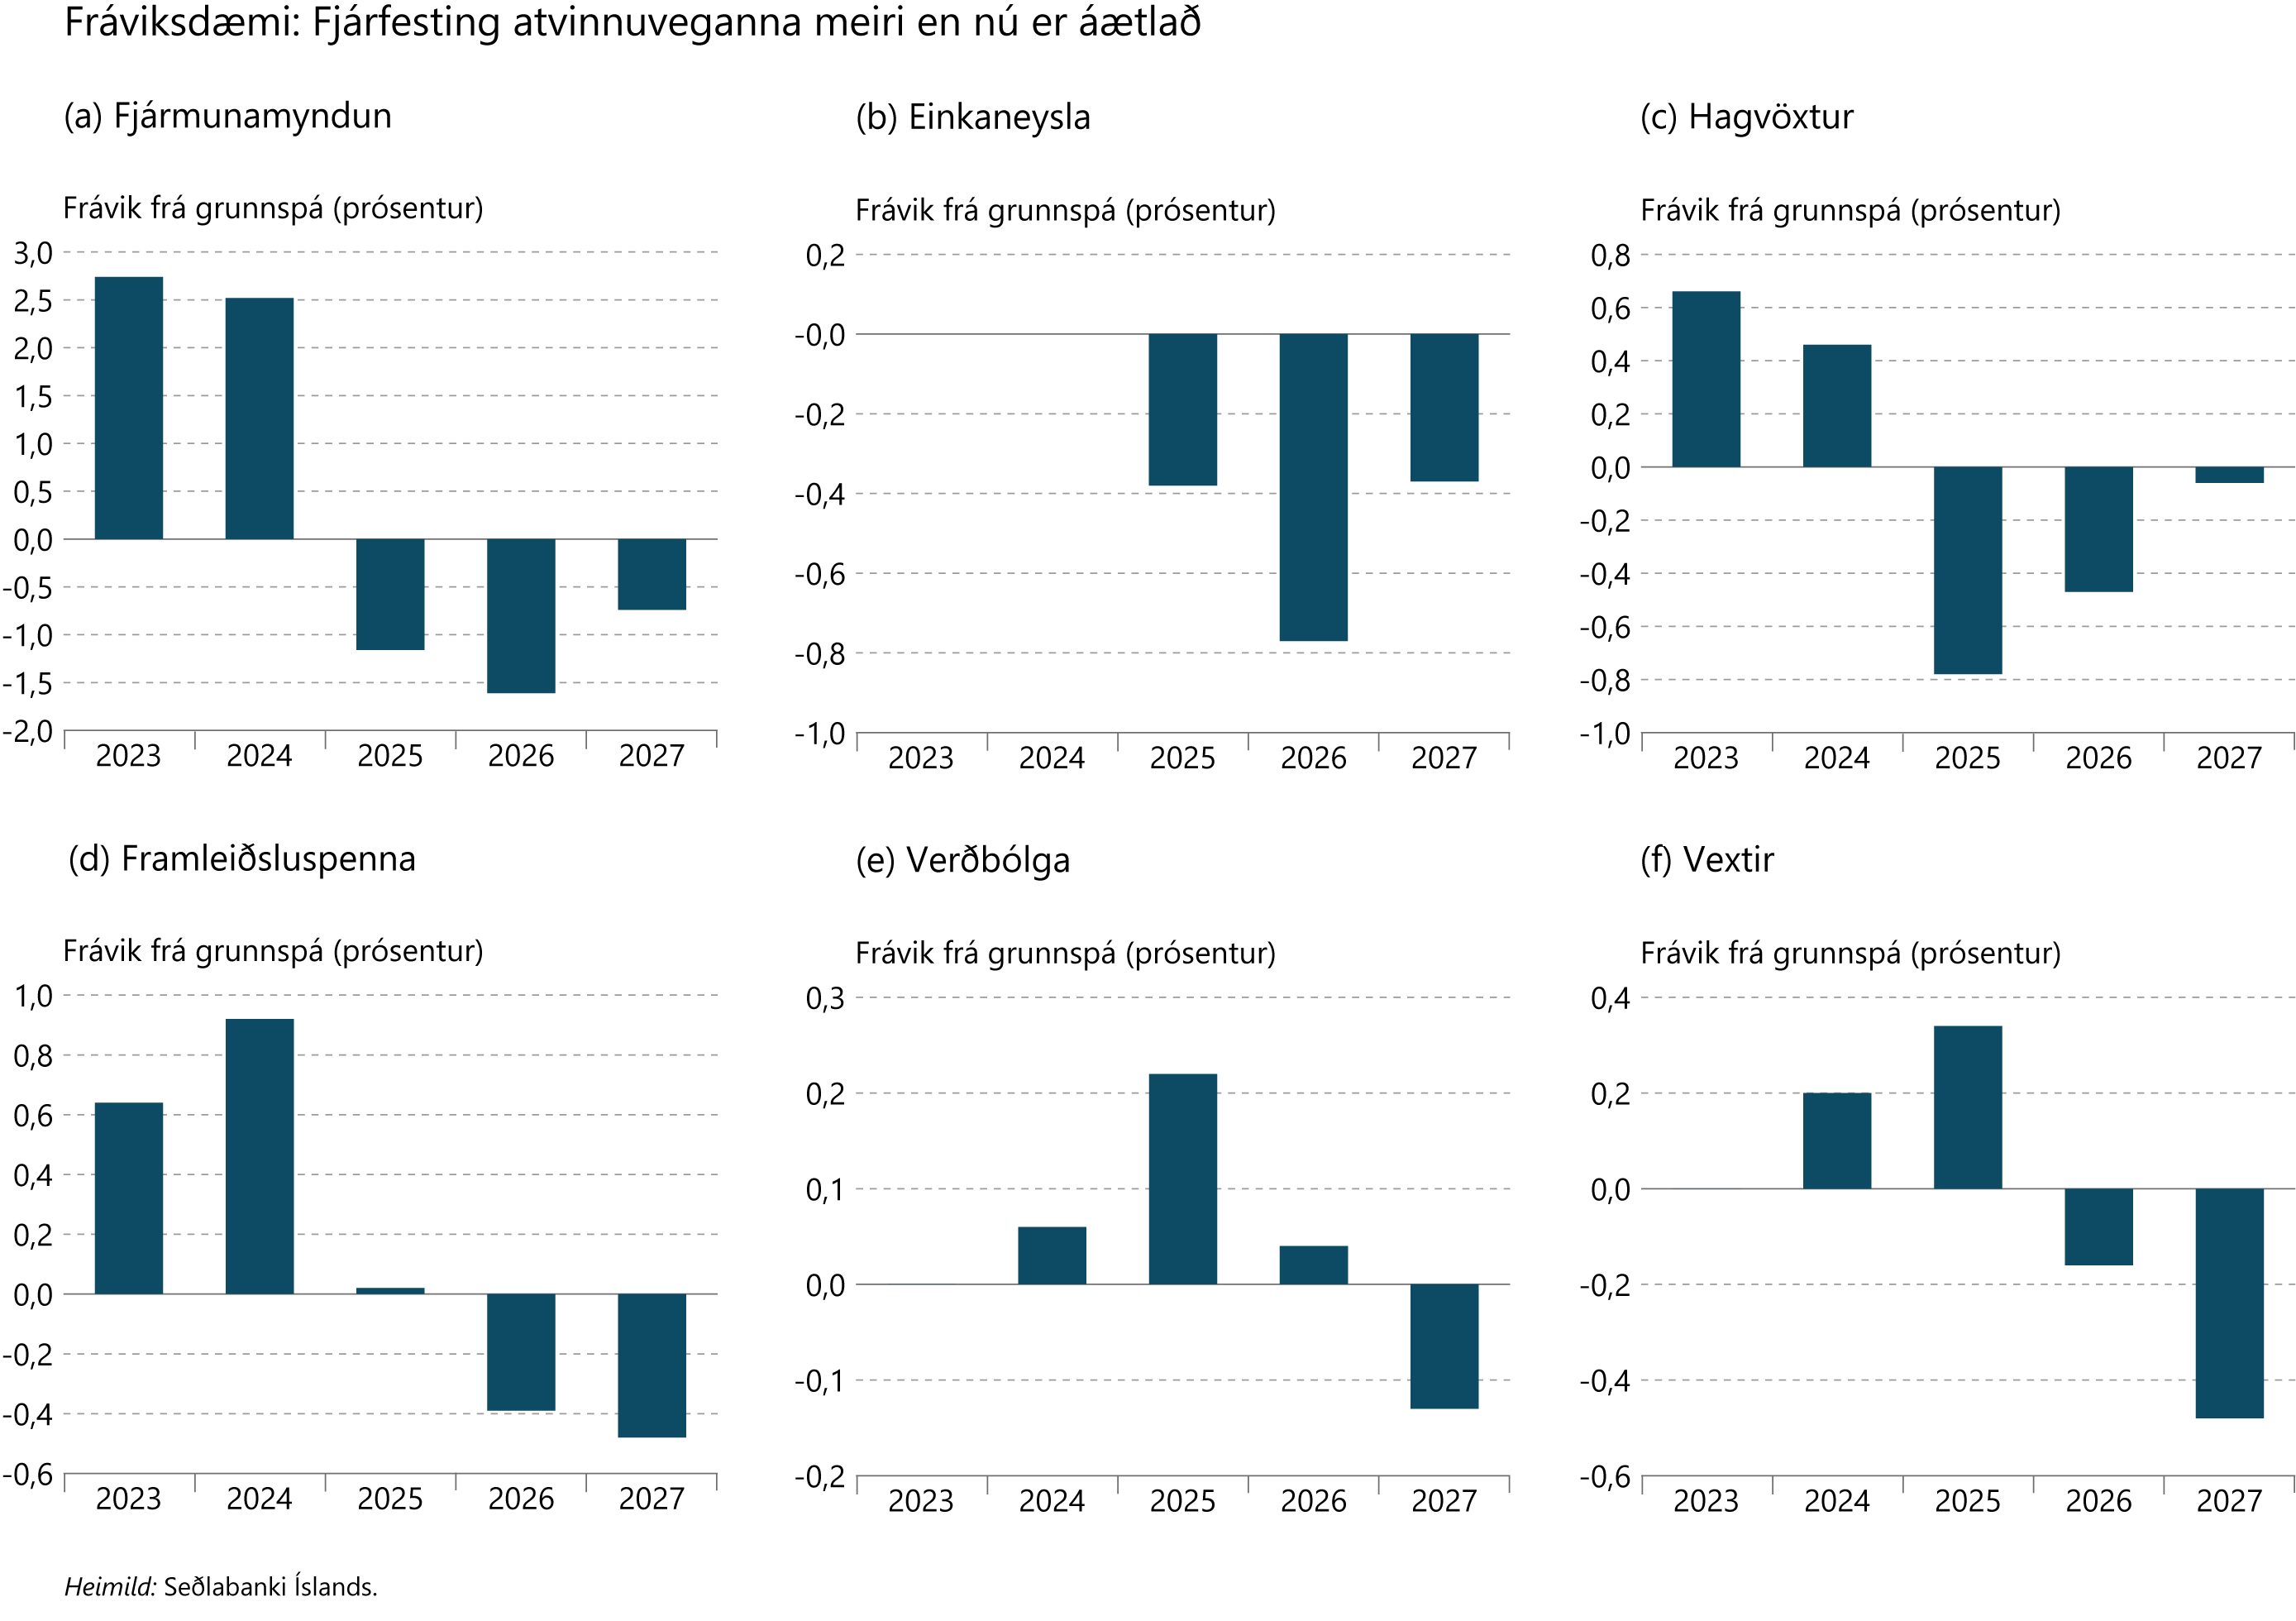 Fráviksdæmi: Fjárfesting atvinnuveganna meiri en nú er áætlað
(a) Fjármunamyndun
Frávik frá grunnspá (prósentur)
3,0
2,5
2,0
1,5
1,0
0,5
0,0
-0,5
-1,0
-1,5
-2,0
2023 2024 2025 2026 2027
(b) Einkaneysla
Frávik frá grunnspá (prósentur)
0,2
-0,0
-0,2
-0,4
-0,6
-0,8
-1,0
2023 2024 2025 2026 2027
(c) Hagvöxtur
Frávik frá grunnspá (prósentur)
0,8
0,6
0,4
0,2
0,0
-0,2
-0,4
-0,6
-0,8
-1,0
2023 2024 2025 2026 2027
(d) Framleiðsluspenna
Frávik frá grunnspá (prósentur)
1,0
0,8
0,6
0,4
0,2
0,0
-0,2
-0,4
-0,6
2023 2024 2025 2026 2027
(e) Verðbólga
Frávik frá grunnspá (prósentur)
0,3
0,2
0,1
0,0
-0,1
-0,2
2023 2024 2025 2026 2027
(f) Vextir
Frávik frá grunnspá (prósentur)
0,4
0,2
0,0
-0,2
-0,4
-0,6
2023 2024 2025 2026 2027
Heimild: Seðlabanki Íslands.